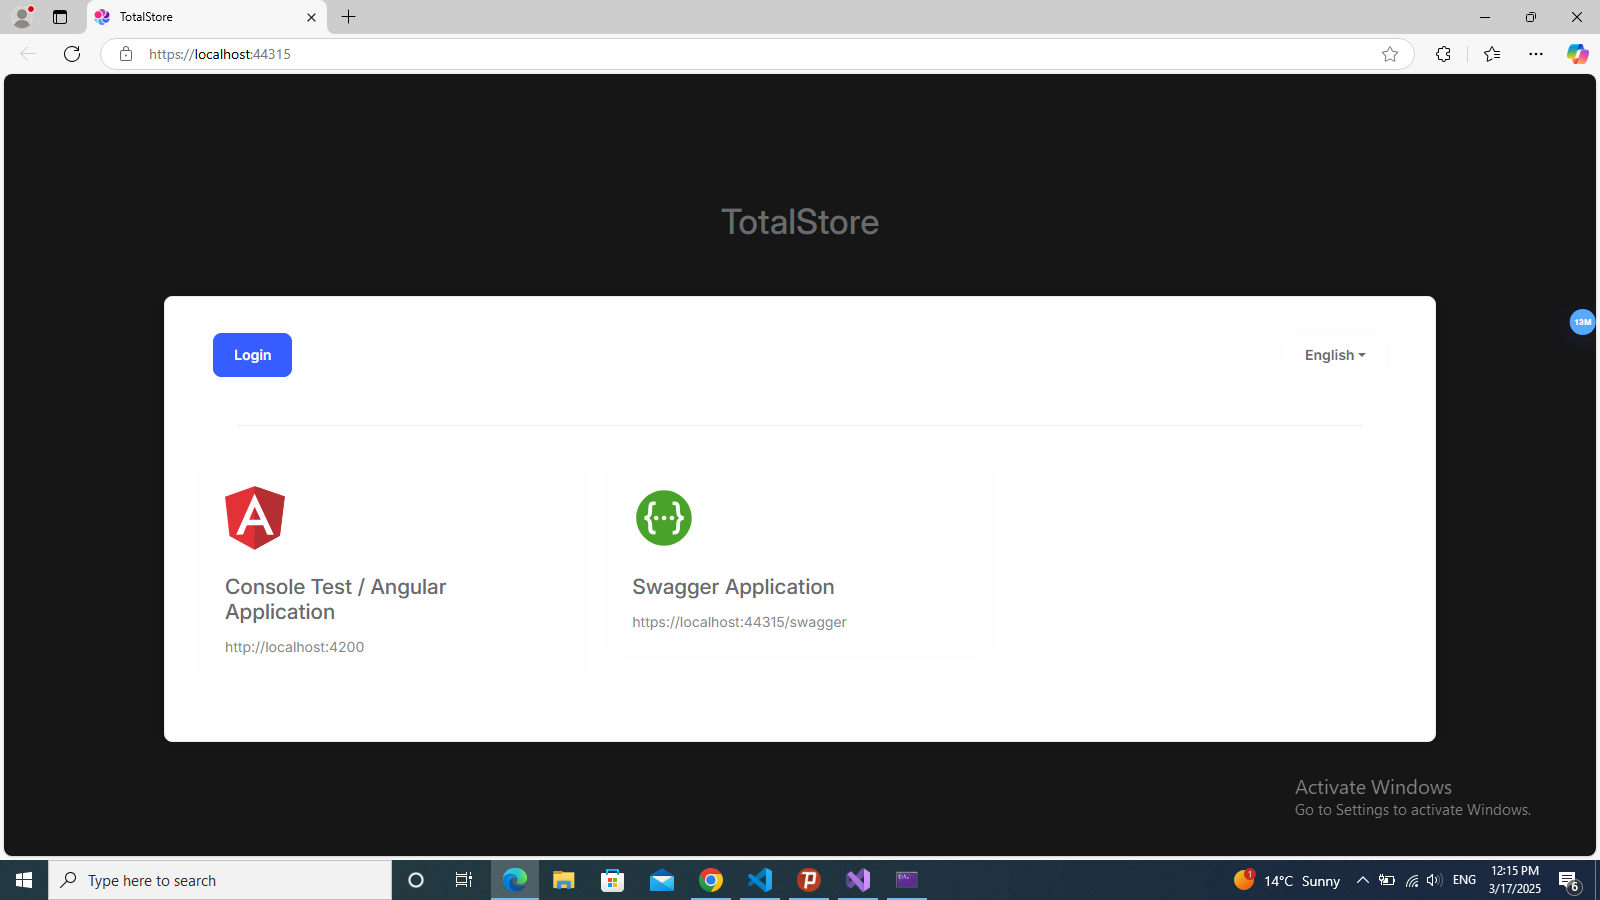 TotalStore
https://localhost:44315
TotalStore
Login
English
Console Test / Angular
Application
http://localhost:4200
Swagger Application
https://localhost:44315/swagger
13M
Activate Windows
Go to Settings to activate Windows.
Type here to search
1
14°C Sunny
ENG
12:15 PM
3/17/2025
6